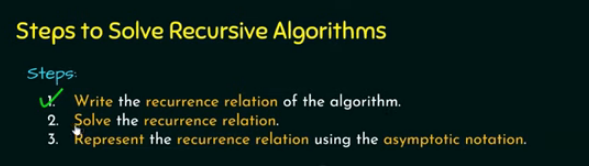 Steps to Solve Recursive Algorithms
Steps:
1. Write the recurrence relation of the algorithm.
2. Solve the recurrence relation.
3. Represent the recurrence relation using the asymptotic notation.